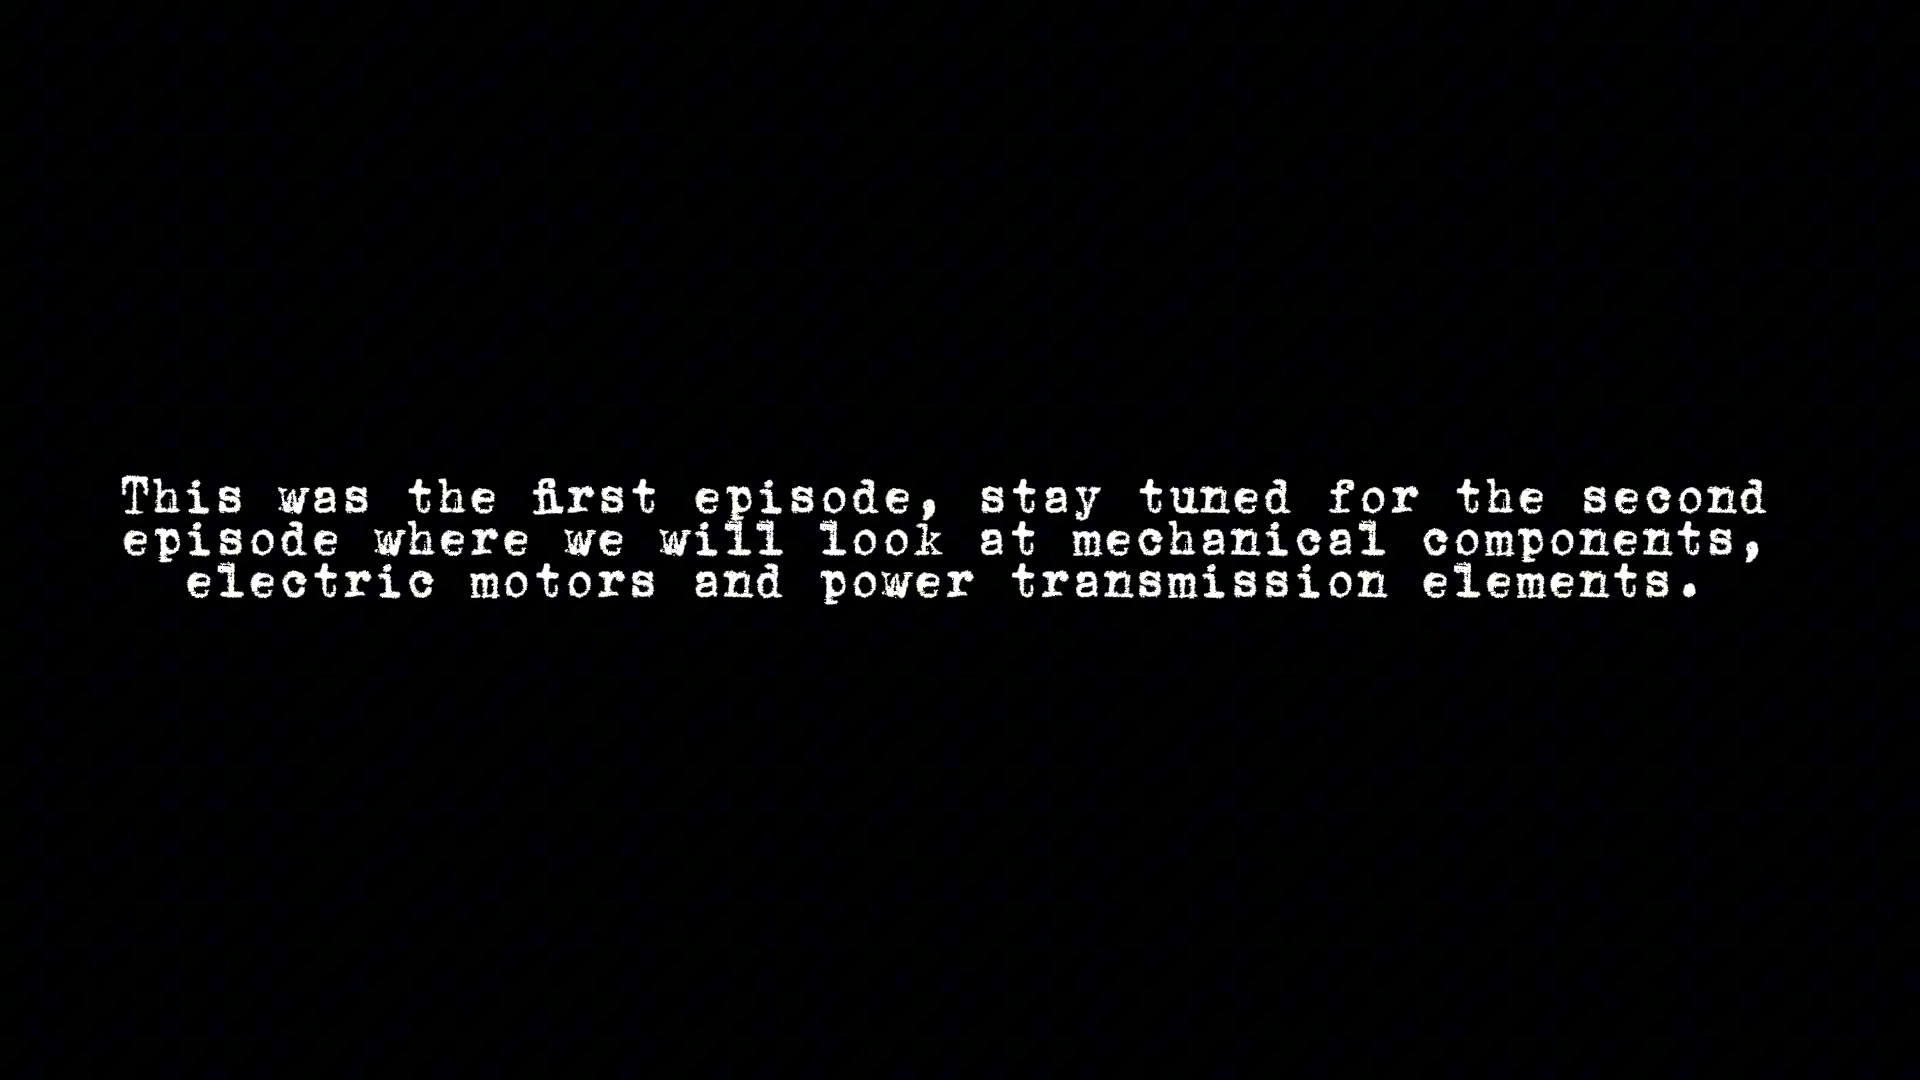 This was the first episode, stay tuned for the second
episode where we will look at mechanical components,
electric motors and power transmission elements.